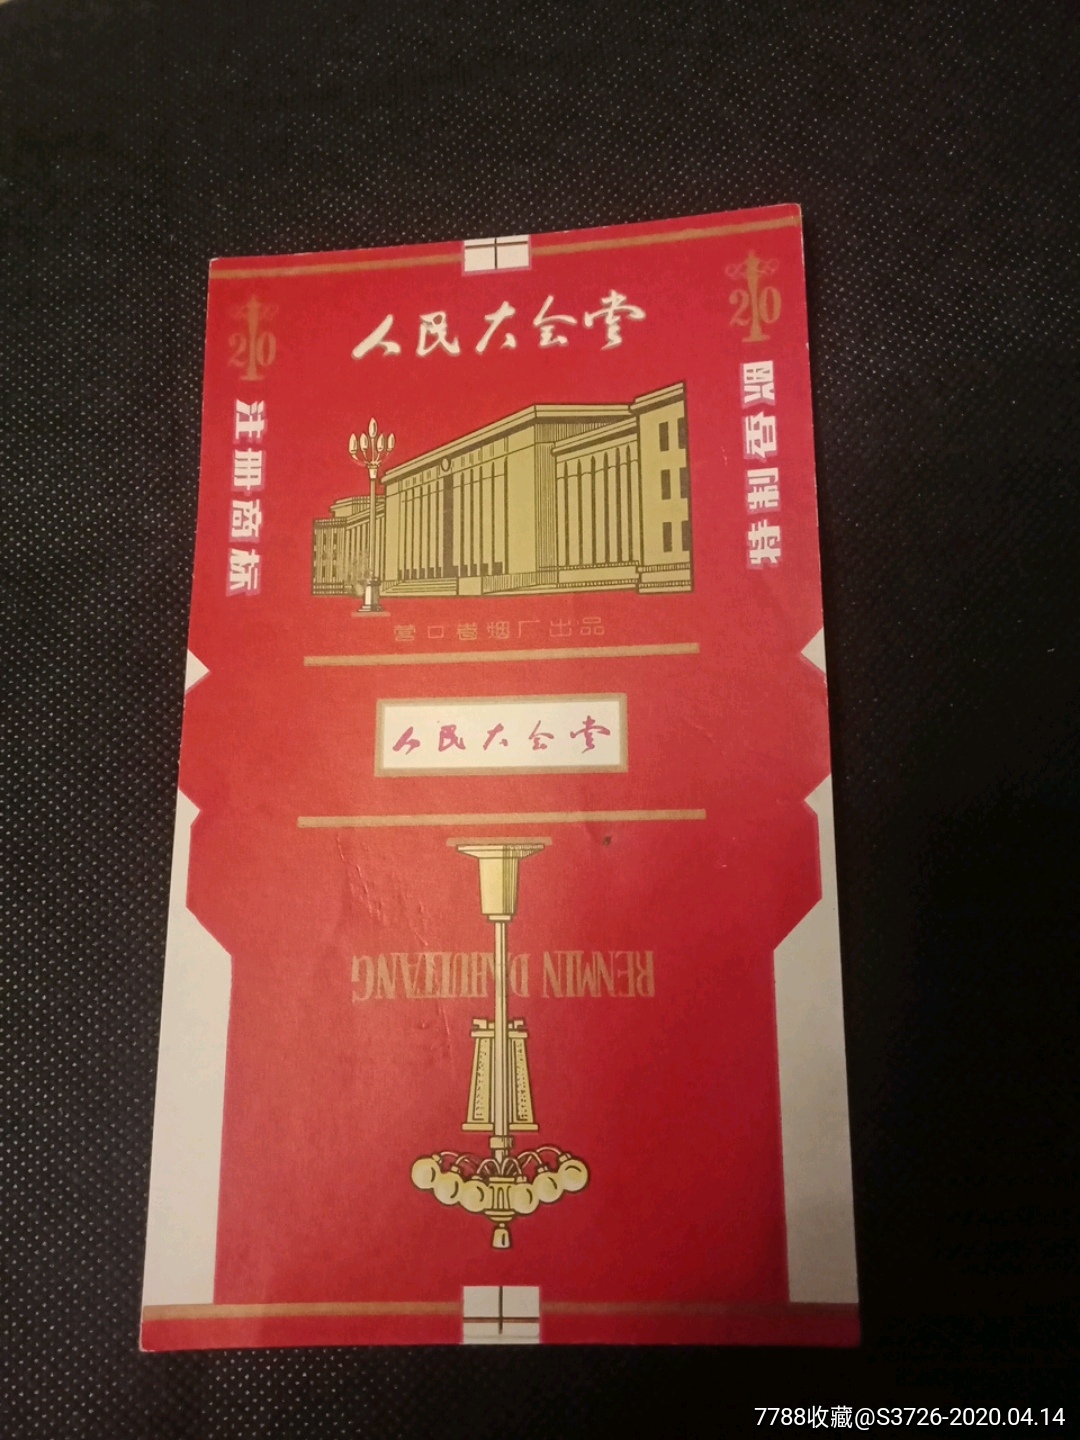 人民大会堂
20
注册商标
20
特制香烟
营口卷烟厂出品
人民大会堂
RENMIN DAHUITANG
7788收藏@S3726-2020.04.14